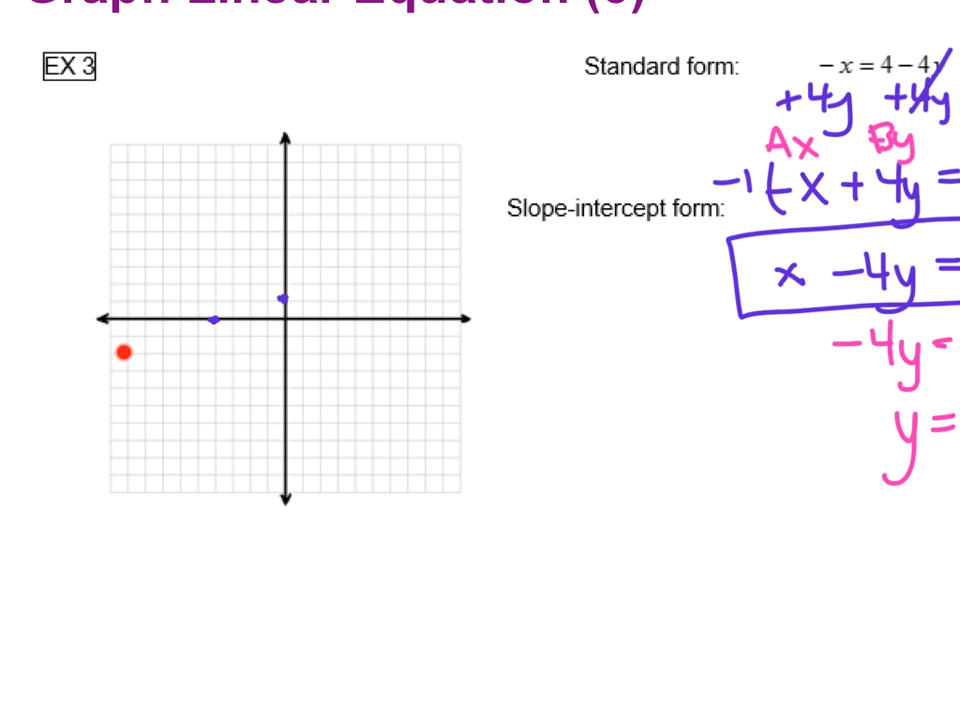 Graph Linear Equation (3)
EX 3
Standard form: − x = 4 − 4y
+4y +4y
Ax By
−1(−x + 4y =
Slope-intercept form:
x −4y =
−4y =
y =